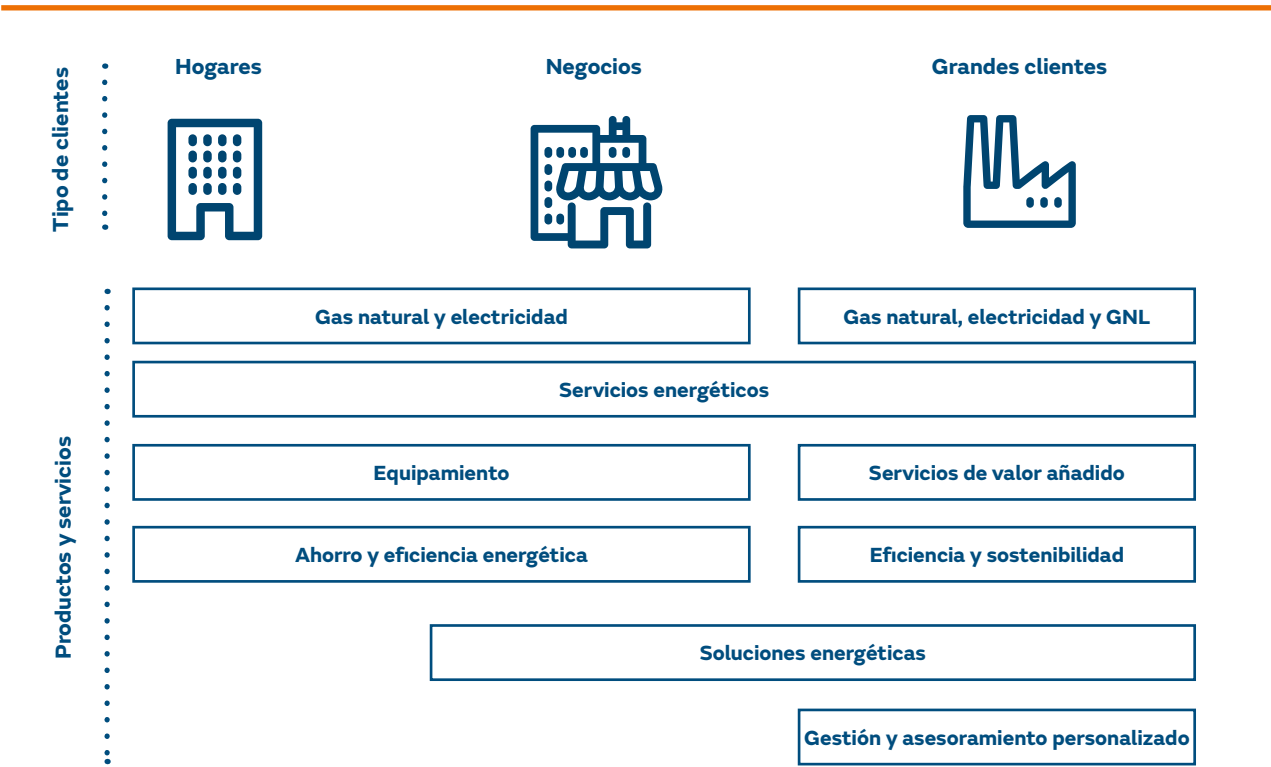 Tipo de clientes
Hogares
Negocios
Grandes clientes
Productos y servicios
Gas natural y electricidad
Gas natural, electricidad y GNL
Servicios energéticos
Equipamiento
Servicios de valor añadido
Ahorro y eficiencia energética
Eficiencia y sostenibilidad
Soluciones energéticas
Gestión y asesoramiento personalizado